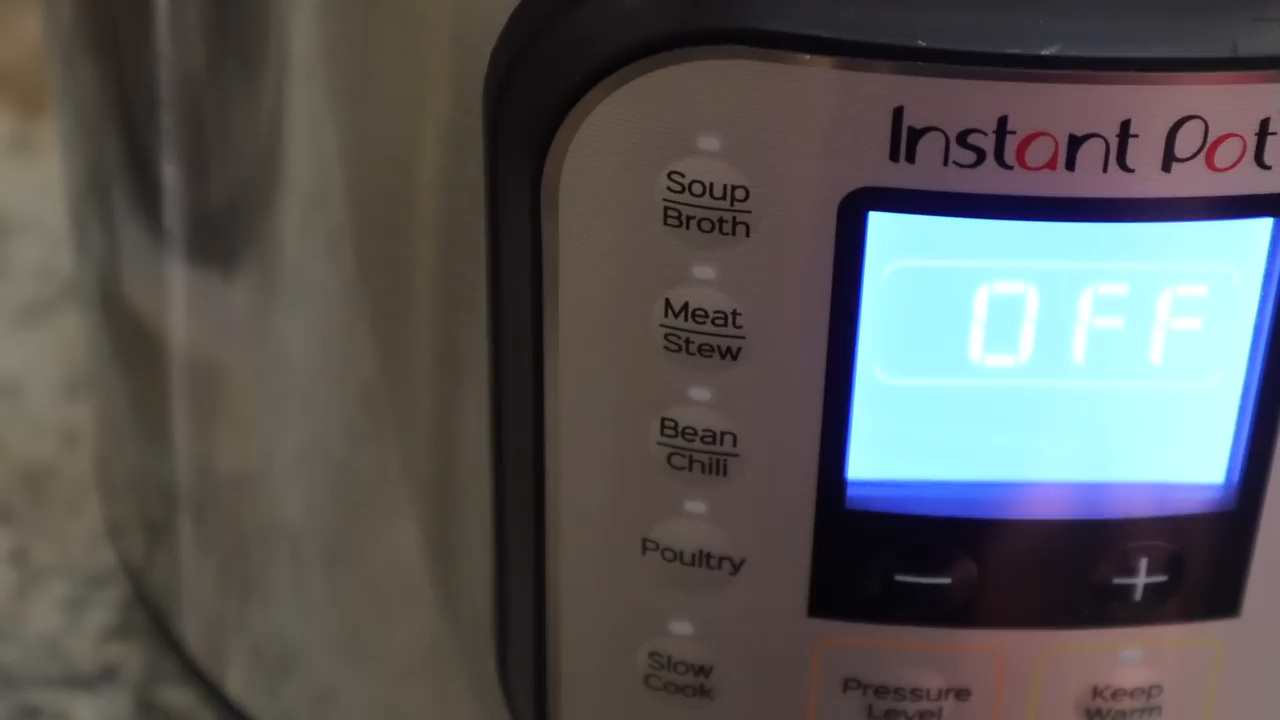 Instant Pot
Soup
Broth
Meat
Stew
Bean
Chili
Poultry
Slow
Cook
OFF
− +
Pressure
Level
Keep
Warm